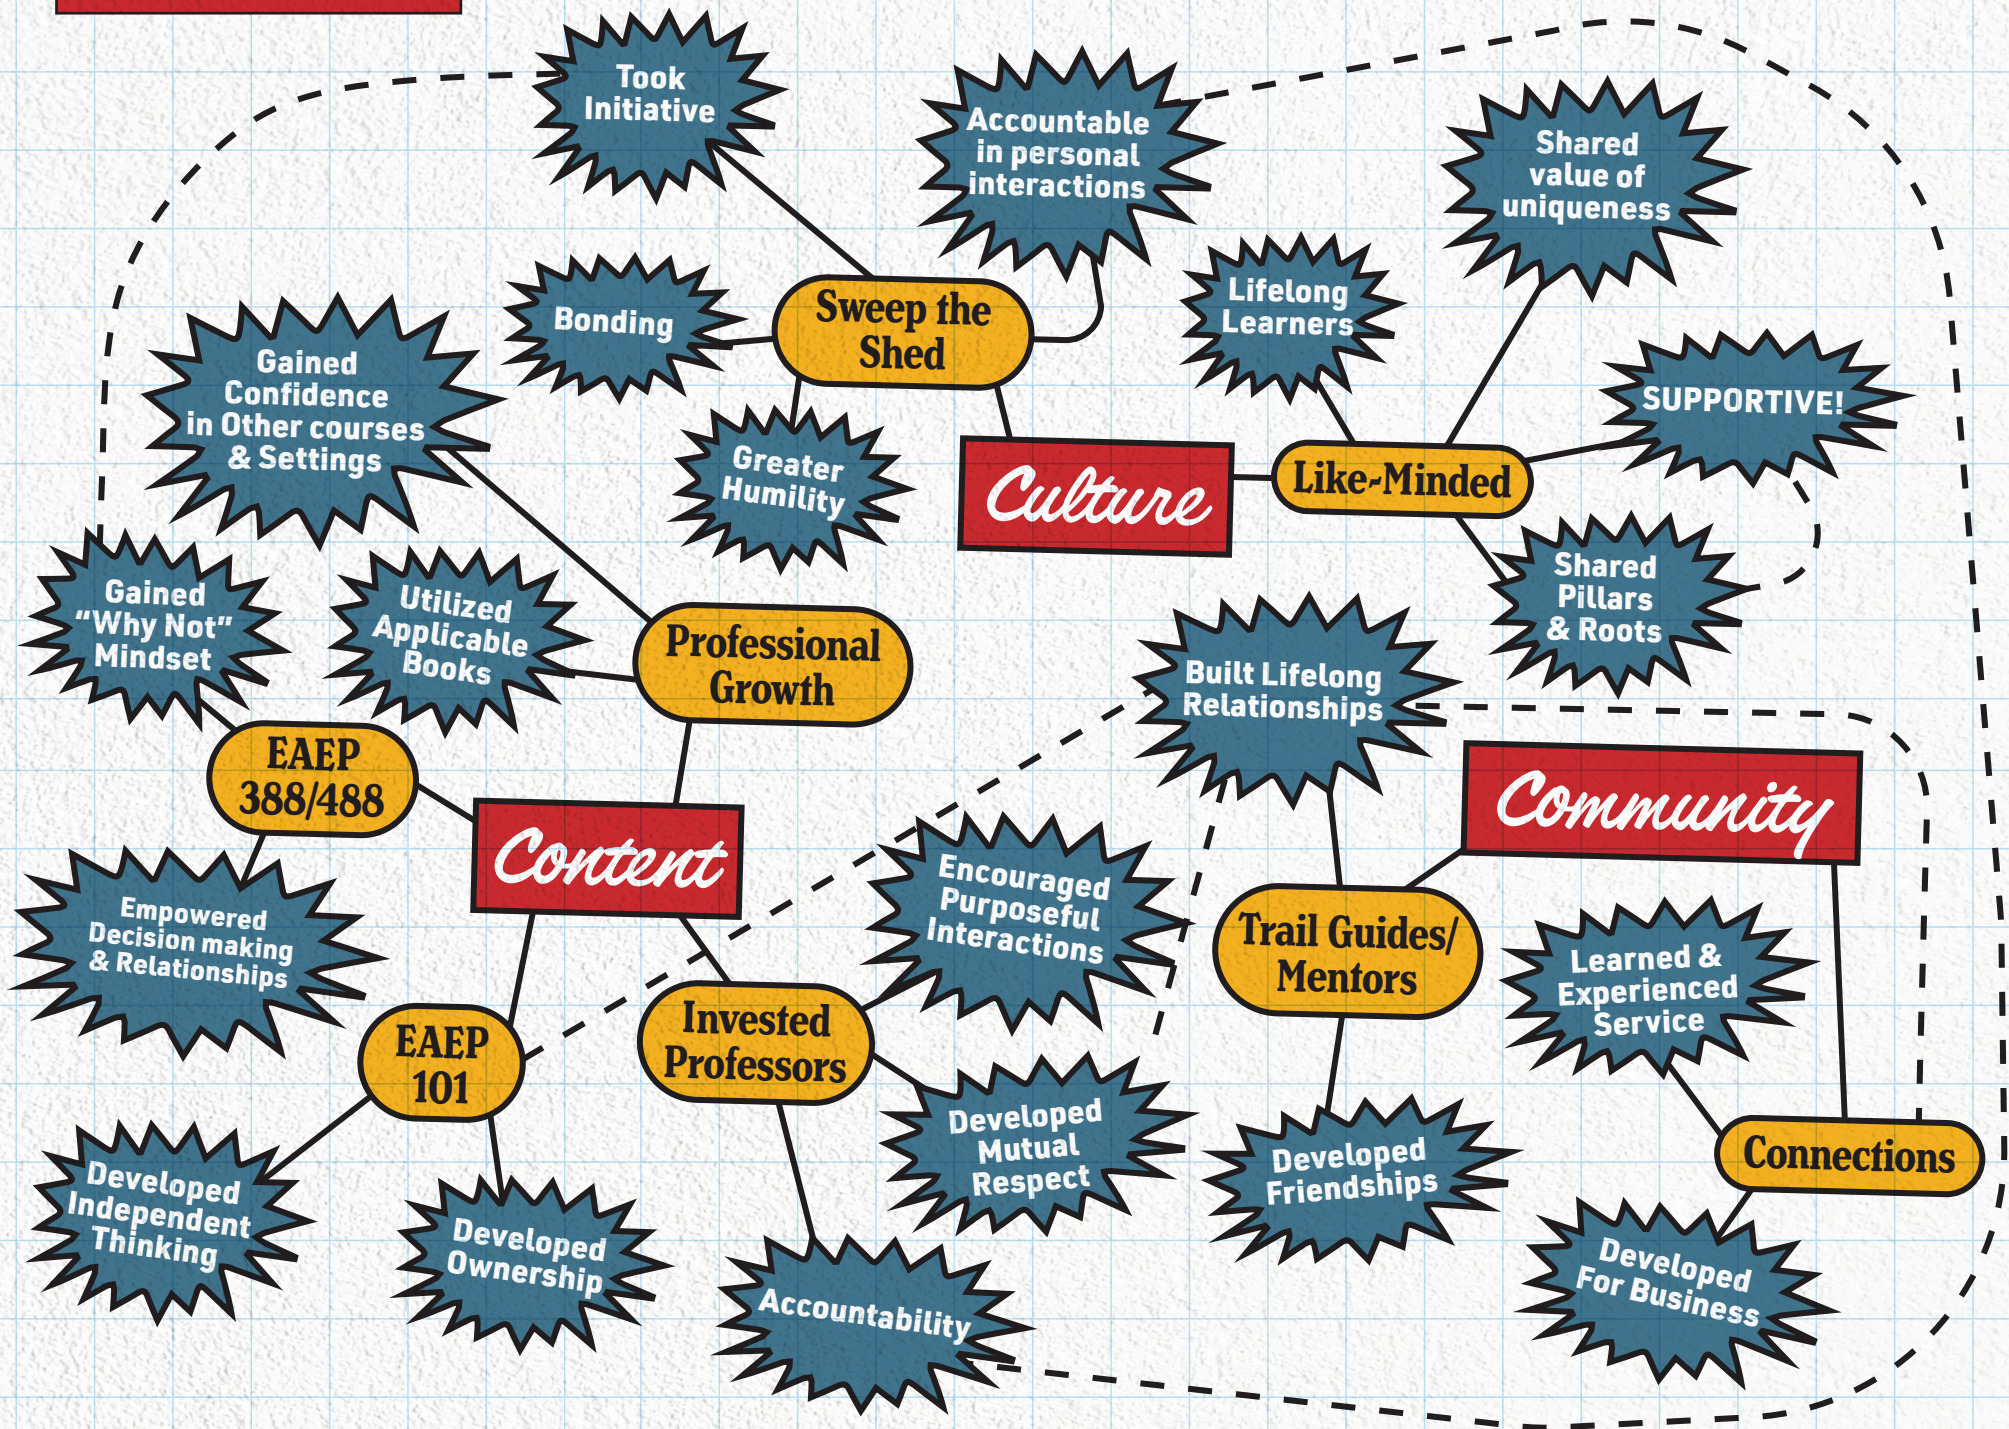 Took
Initiative
Accountable
in personal
interactions
Shared
value of
uniqueness
Bonding
Sweep the
Shed
Lifelong
Learners
Gained
Confidence
in Other courses
& Settings
SUPPORTIVE!
Greater
Humility
Culture
Like-Minded
Gained
“Why Not”
Mindset
Utilized
Applicable
Books
Professional
Growth
Shared
Pillars
& Roots
Built Lifelong
Relationships
EAEP
388/488
Content
Community
Empowered
Decision making
& Relationships
Encouraged
Purposeful
Interactions
Trail Guides/
Mentors
Learned &
Experienced
Service
EAEP
101
Invested
Professors
Developed
Mutual
Respect
Developed
Friendships
Connections
Developed
Independent
Thinking
Developed
Ownership
Accountability
Developed
For Business